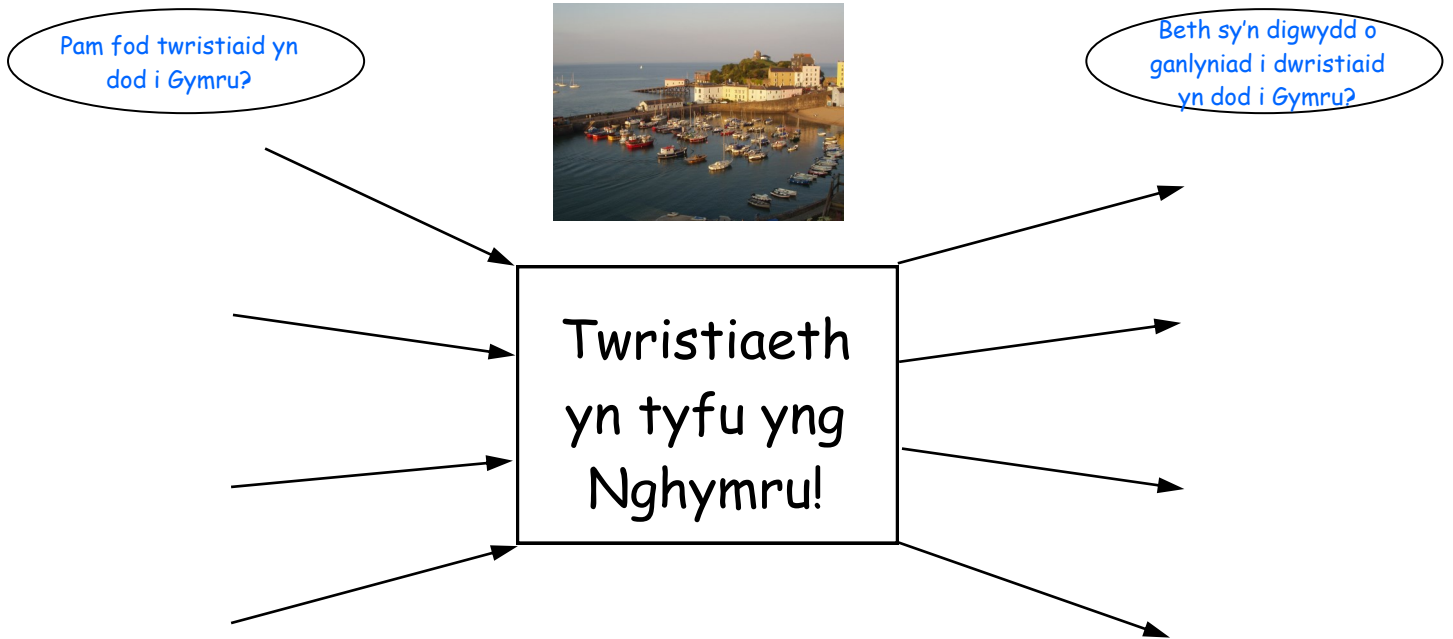 Pam fod twristiaid yn
dod i Gymru?
Beth sy'n digwydd o
ganlyniad i dwristiaid
yn dod i Gymru?
Twristiaeth
yn tyfu yng
Nghymru!